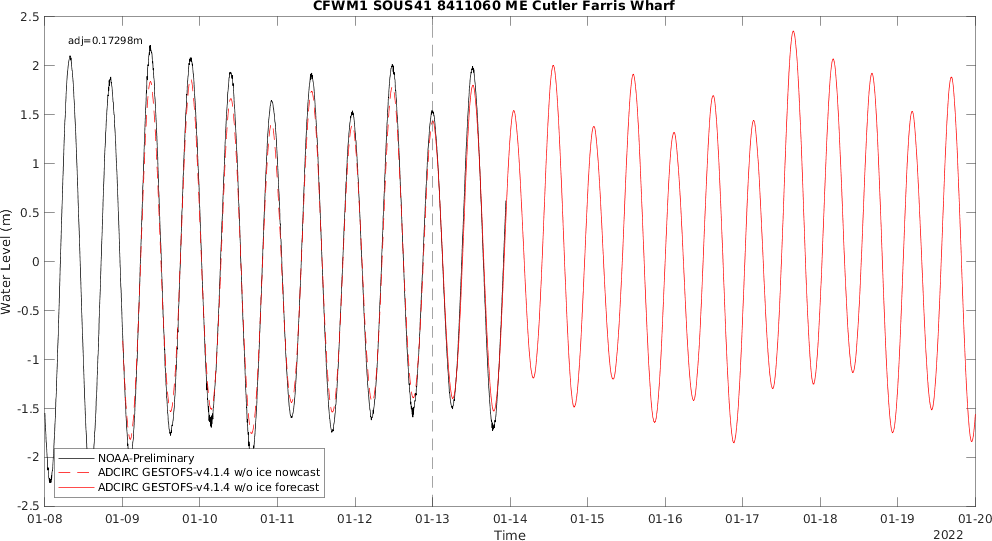 CFWM1 SOUS41 8411060 ME Cutler Farris Wharf
adj=0.17298m
2.5
2
1.5
1
0.5
0
-0.5
-1
-1.5
-2
-2.5
Water Level (m)
NOAA-Preliminary
ADCIRC GESTOFS-v4.1.4 w/o ice nowcast
ADCIRC GESTOFS-v4.1.4 w/o ice forecast
01-08 01-09 01-10 01-11 01-12 01-13 01-14 01-15 01-16 01-17 01-18 01-19 01-20
Time
2022